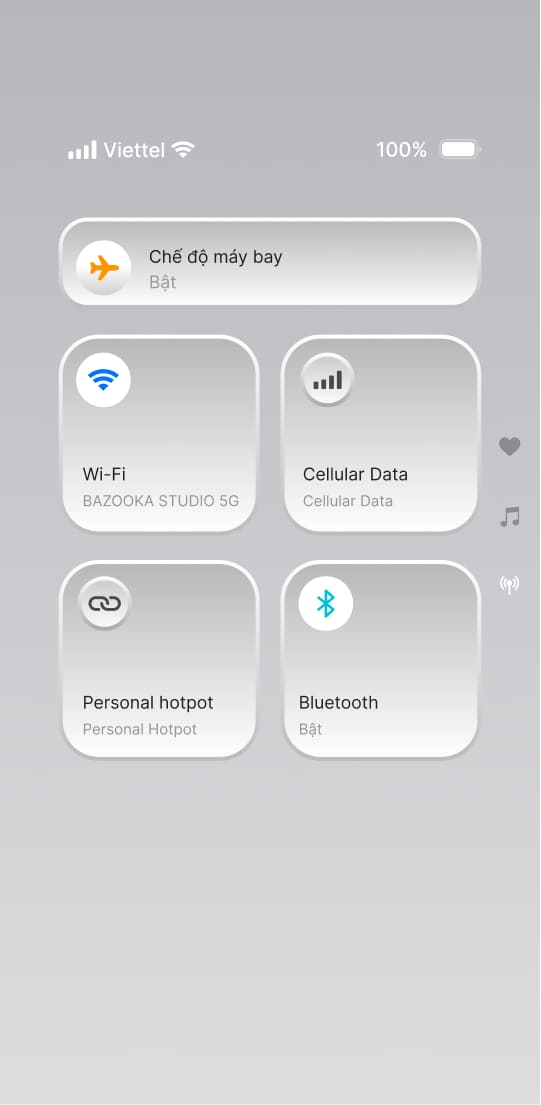 Viettel 100%
Chế độ máy bay
Bật
Wi-Fi
BAZOOKA STUDIO 5G
Cellular Data
Cellular Data
Personal hotpot
Personal Hotpot
Bluetooth
Bật